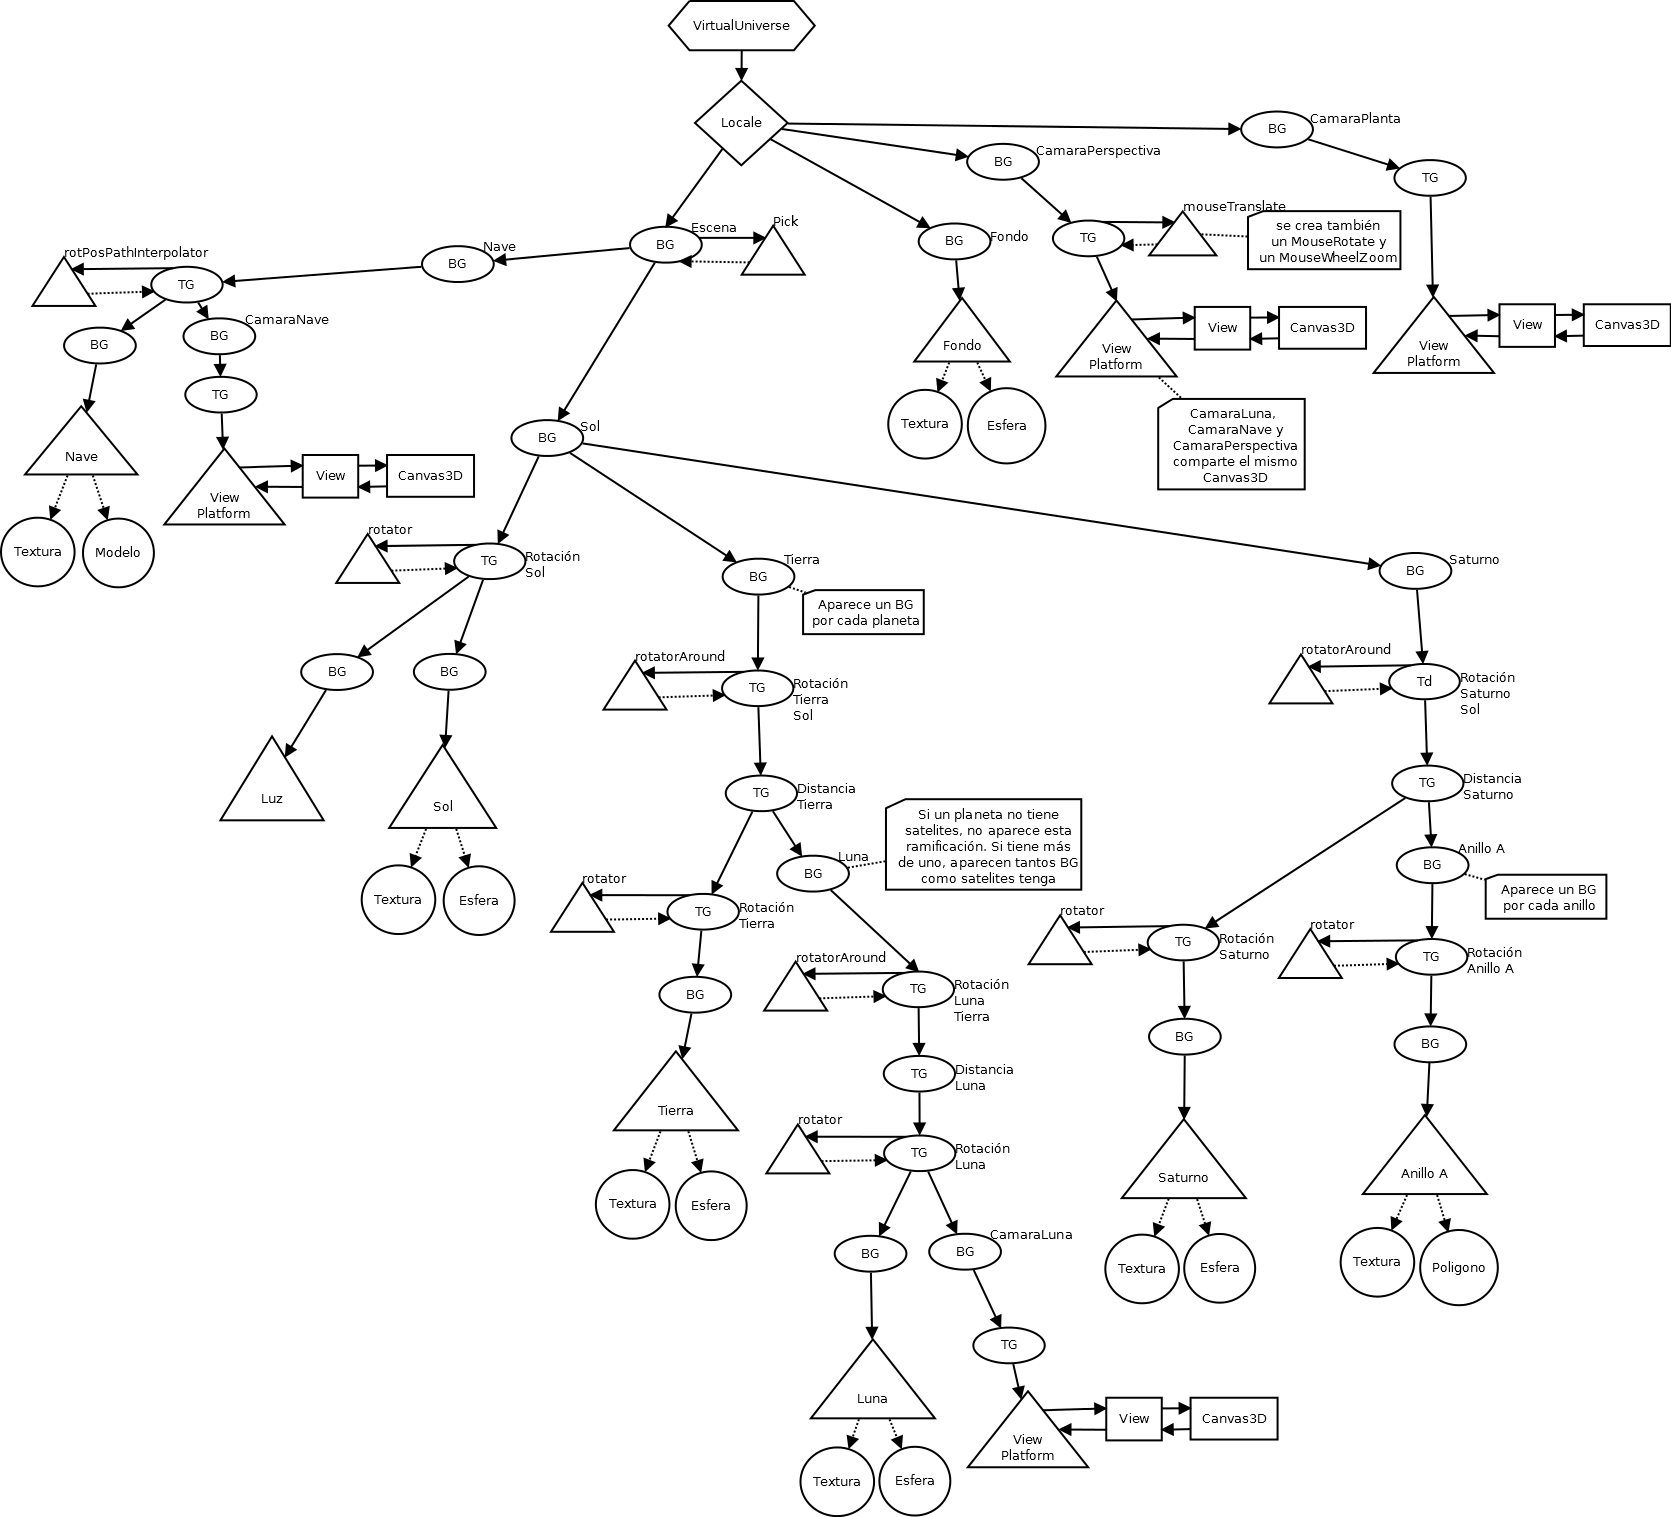 VirtualUniverse
Locale
BG
CamaraPlanta
TG
View
Platform
View
Canvas3D
BG
CamaraPerspectiva
TG
mouseTranslate
se crea también
un MouseRotate y
un MouseWheelZoom
View
Platform
View
Canvas3D
CamaraLuna,
CamaraNave y
CamaraPerspectiva
comparte el mismo
Canvas3D
BG
Fondo
Fondo
Textura
Esfera
BG
Escena
Pick
BG
Nave
rotPosPathInterpolator
TG
BG
Nave
Textura
Modelo
BG
CamaraNave
TG
View
Platform
View
Canvas3D
BG
Sol
rotator
TG
Rotación
Sol
BG
Luz
BG
Sol
Textura
Esfera
BG
Tierra
Aparece un BG
por cada planeta
rotatorAround
TG
Rotación
Tierra
Sol
TG
Distancia
Tierra
rotator
TG
Rotación
Tierra
BG
Tierra
Textura
Esfera
BG
Luna
Si un planeta no tiene
satelites, no aparece esta
ramificación. Si tiene más
de uno, aparecen tantos BG
como satelites tenga
rotatorAround
TG
Rotación
Luna
Tierra
TG
Distancia
Luna
rotator
TG
Rotación
Luna
BG
Luna
Textura
Esfera
BG
CamaraLuna
TG
View
Platform
View
Canvas3D
BG
Saturno
rotatorAround
Td
Rotación
Saturno
Sol
TG
Distancia
Saturno
rotator
TG
Rotación
Saturno
BG
Saturno
Textura
Esfera
BG
Anillo A
Aparece un BG
por cada anillo
rotator
TG
Rotación
Anillo A
BG
Anillo A
Textura
Poligono